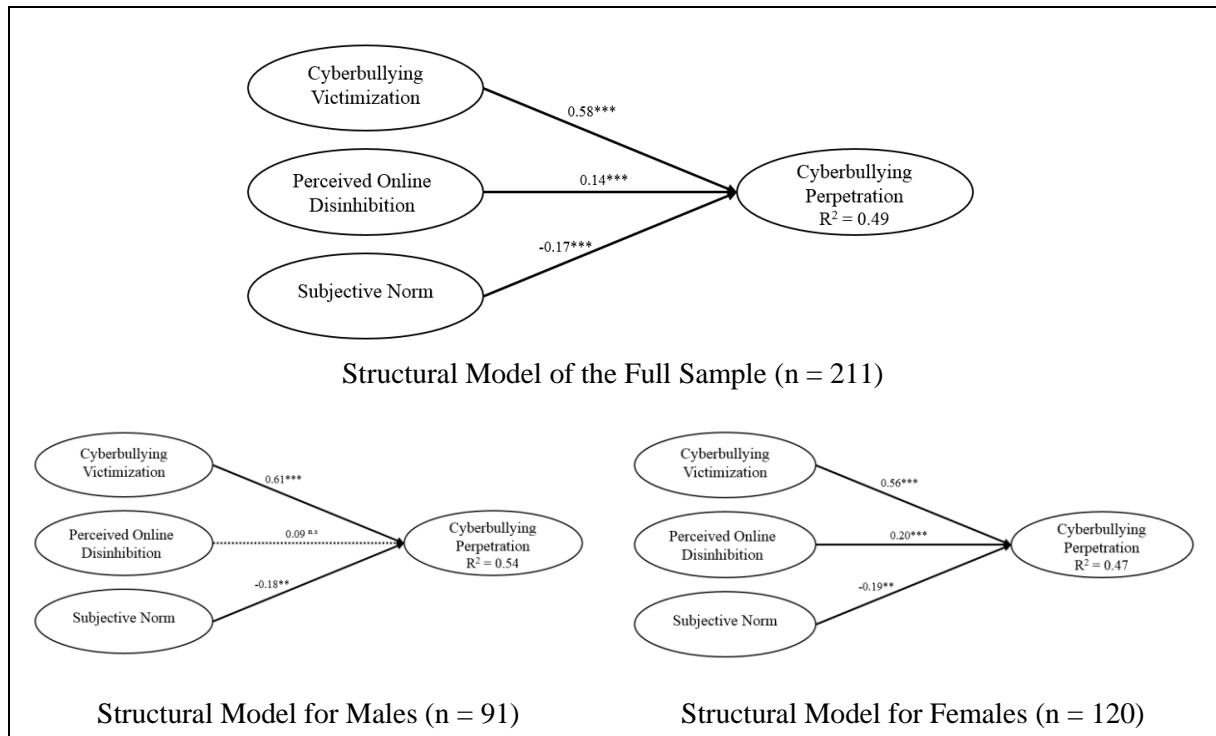 Cyberbullying
Victimization
0.58***
Perceived Online
Disinhibition
0.14***
Cyberbullying
Perpetration
R² = 0.49
-0.17***
Subjective Norm
Structural Model of the Full Sample (n = 211)
Cyberbullying
Victimization
0.61***
Perceived Online
Disinhibition
0.09 n.s
Cyberbullying
Perpetration
R² = 0.54
-0.18**
Subjective Norm
Structural Model for Males (n = 91)
Cyberbullying
Victimization
0.56***
Perceived Online
Disinhibition
0.20***
Cyberbullying
Perpetration
R² = 0.47
-0.19**
Subjective Norm
Structural Model for Females (n = 120)